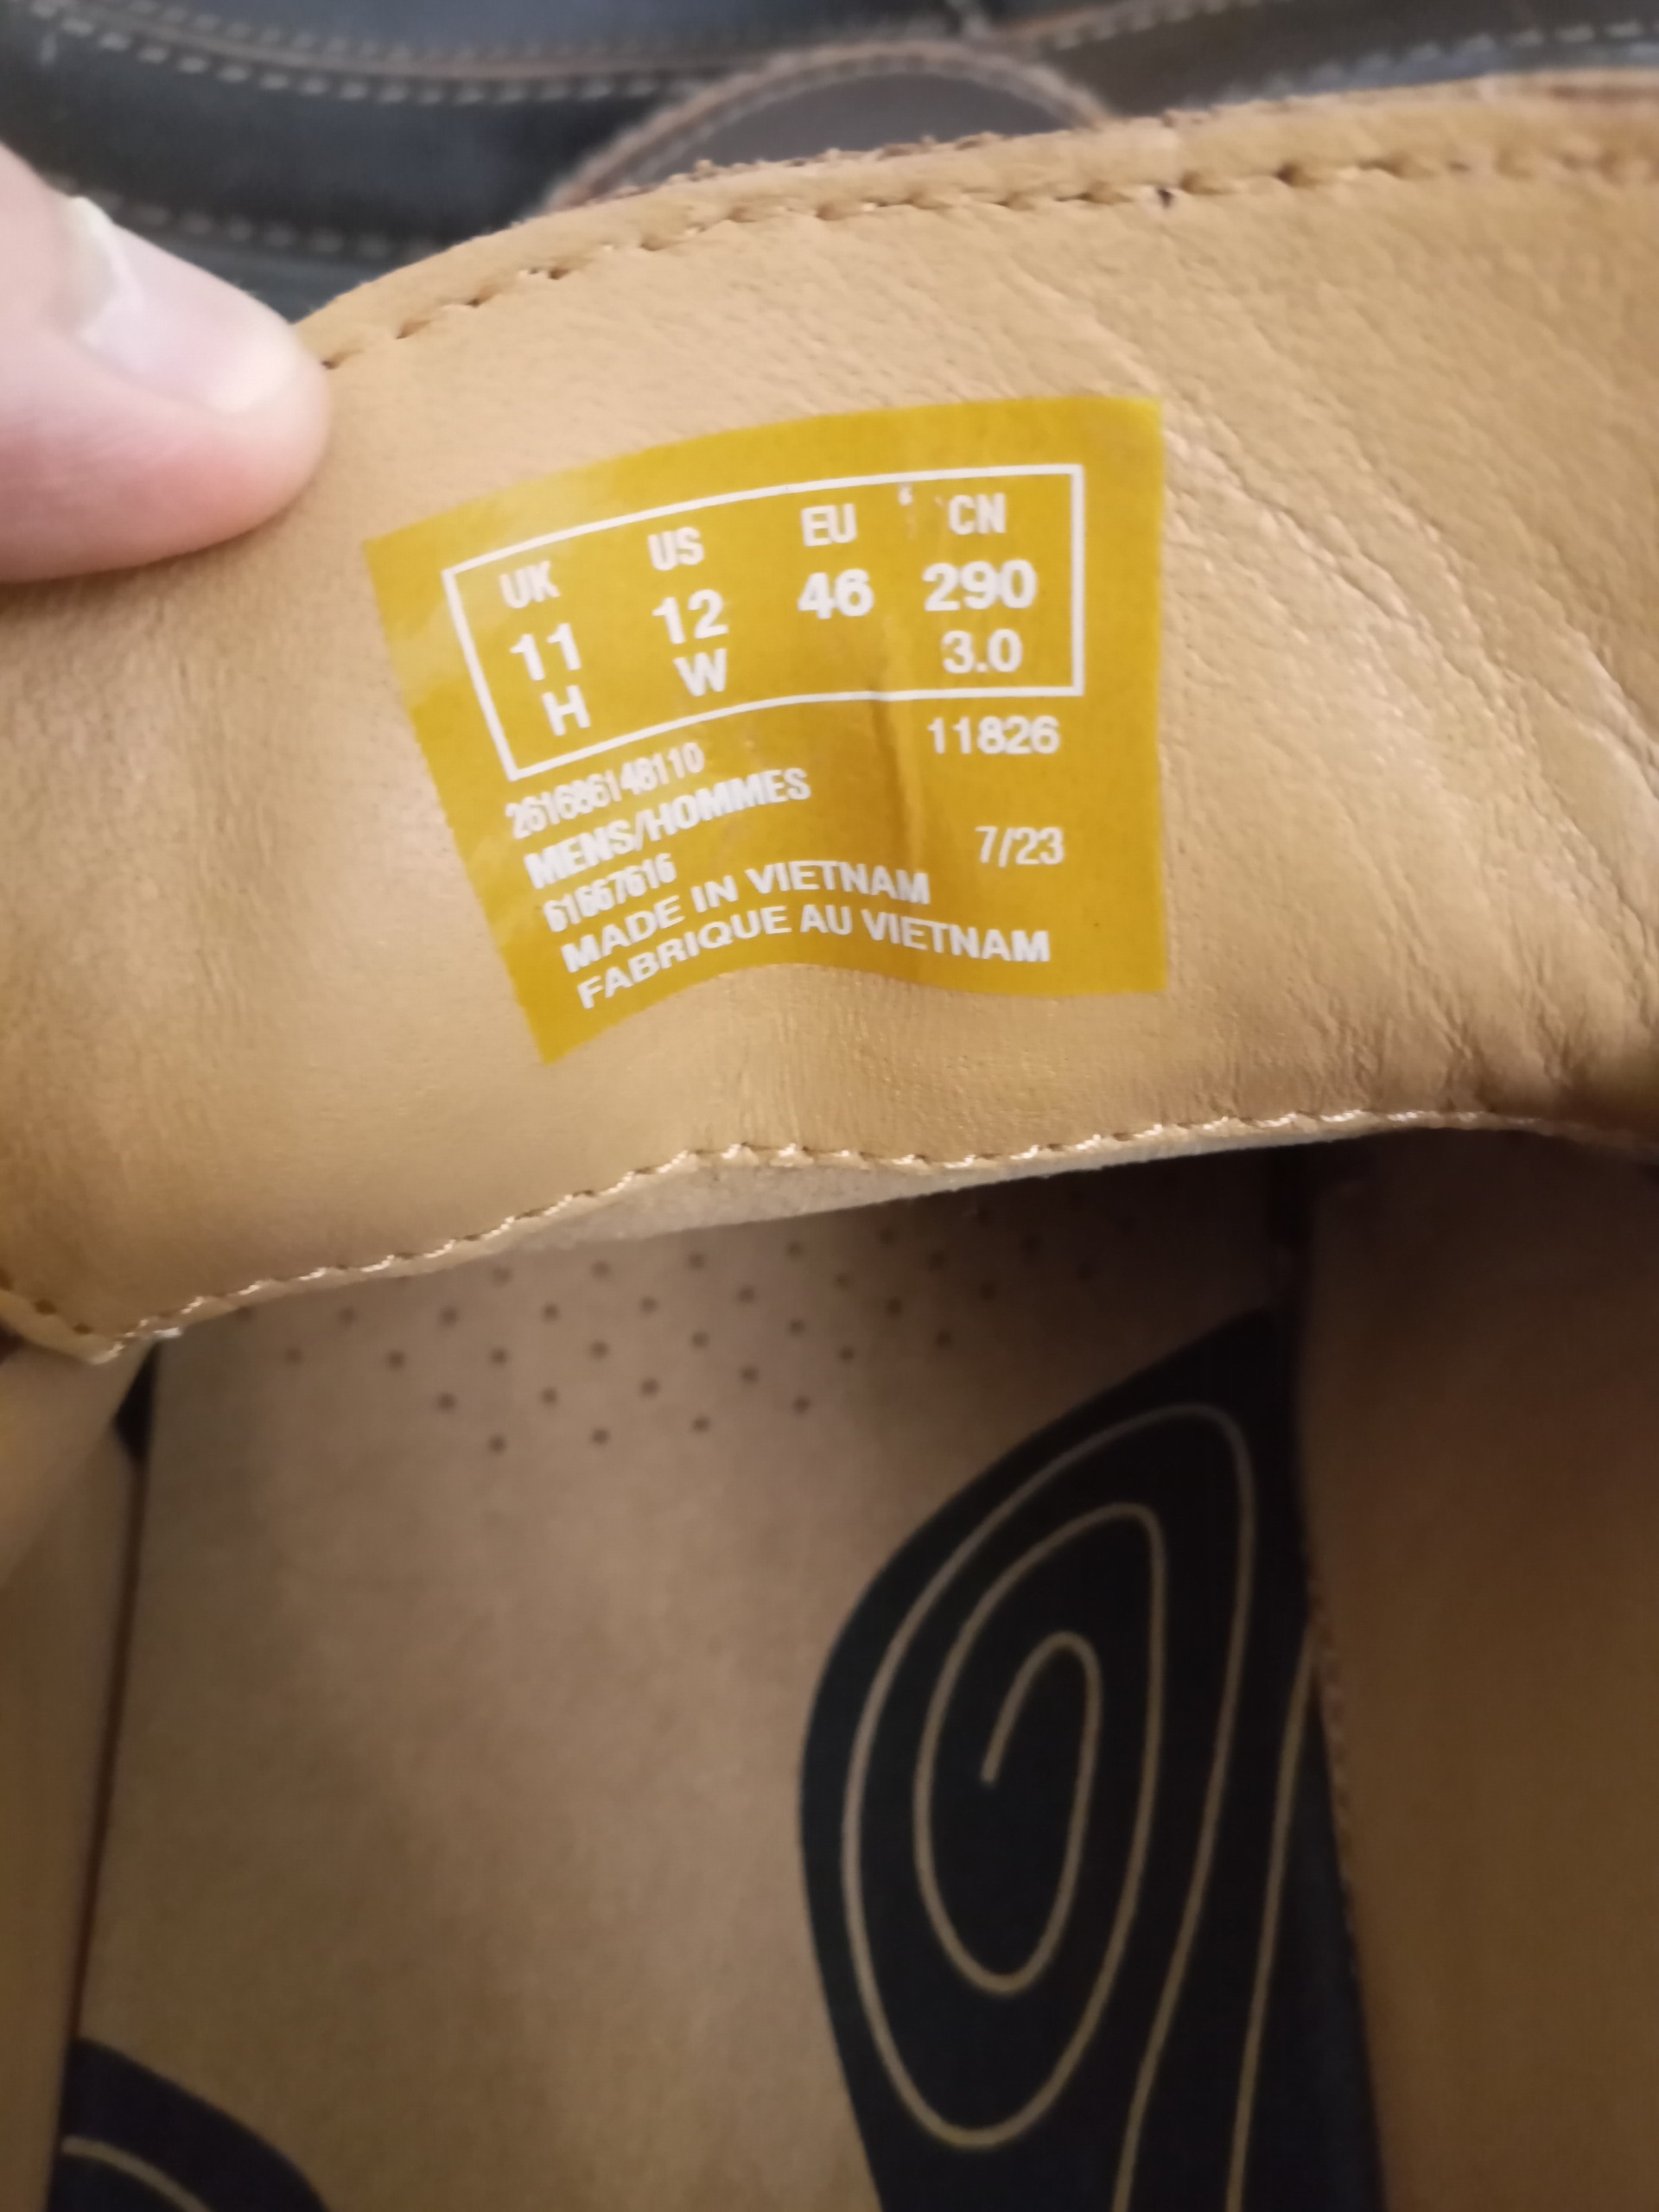 UK US EU CN
11 12 46 290
H W 3.0
261686148110 11826
MENS/HOMMES
61667616 7/23
MADE IN VIETNAM
FABRIQUE AU VIETNAM